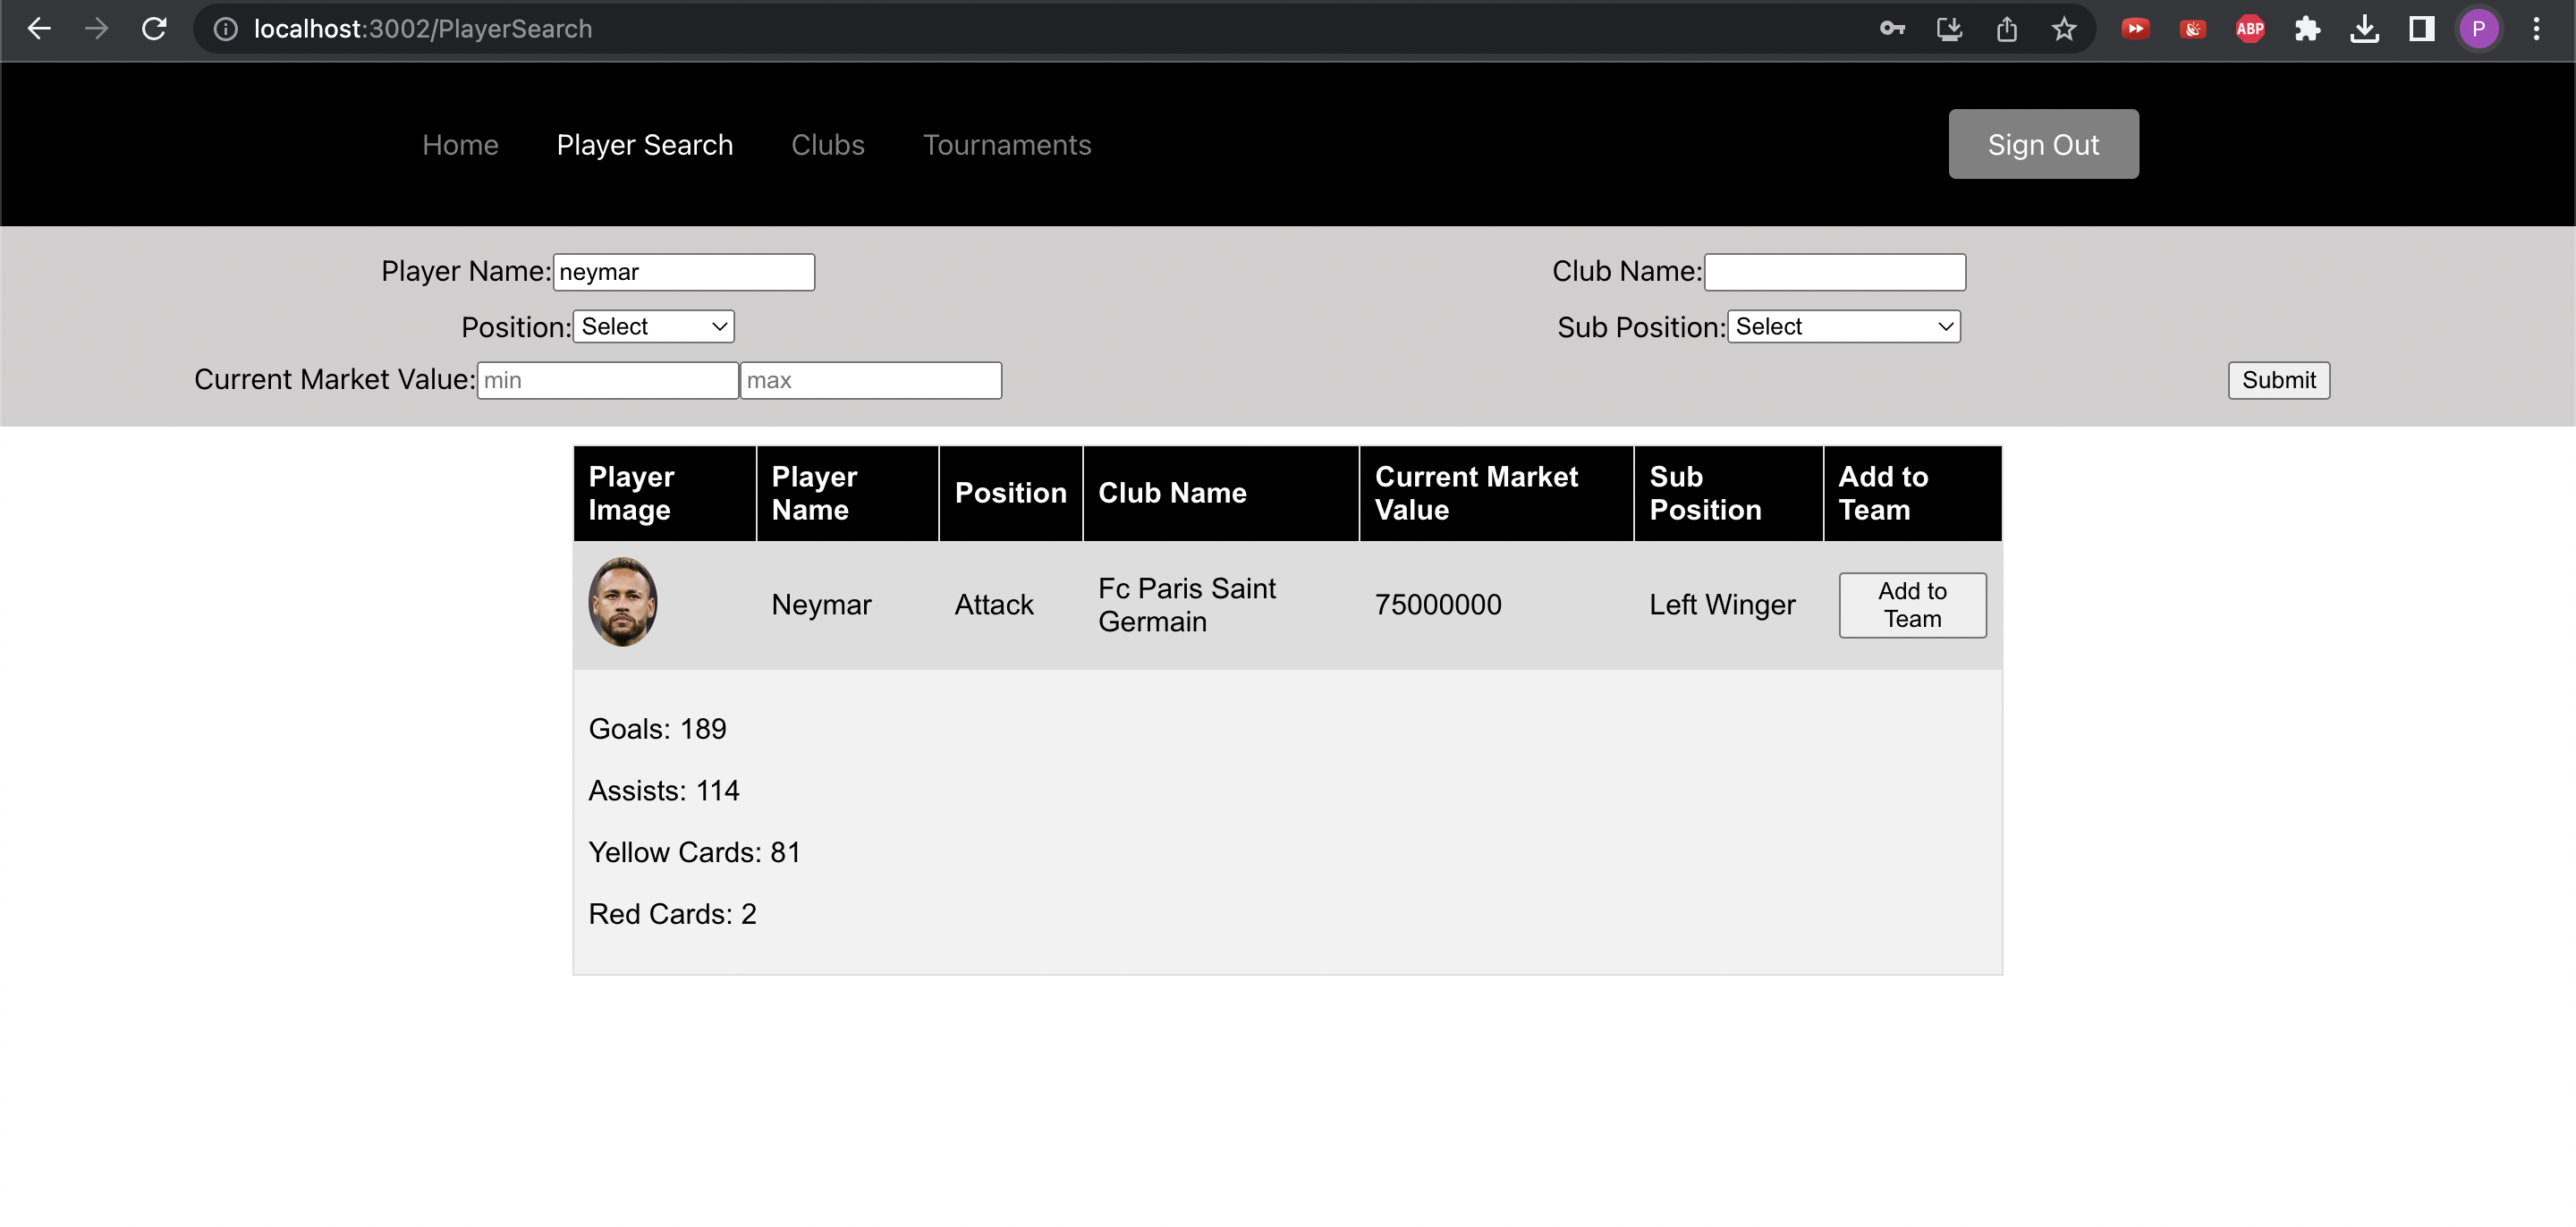 localhost:3002/PlayerSearch
ABP
P
Home Player Search Clubs Tournaments Sign Out
Player Name: neymar Club Name:
Position: Select Sub Position: Select
Current Market Value: min max Submit
Player Image Player Name Position Club Name Current Market Value Sub Position Add to Team
Neymar Attack Fc Paris Saint Germain 75000000 Left Winger Add to Team
Goals: 189
Assists: 114
Yellow Cards: 81
Red Cards: 2